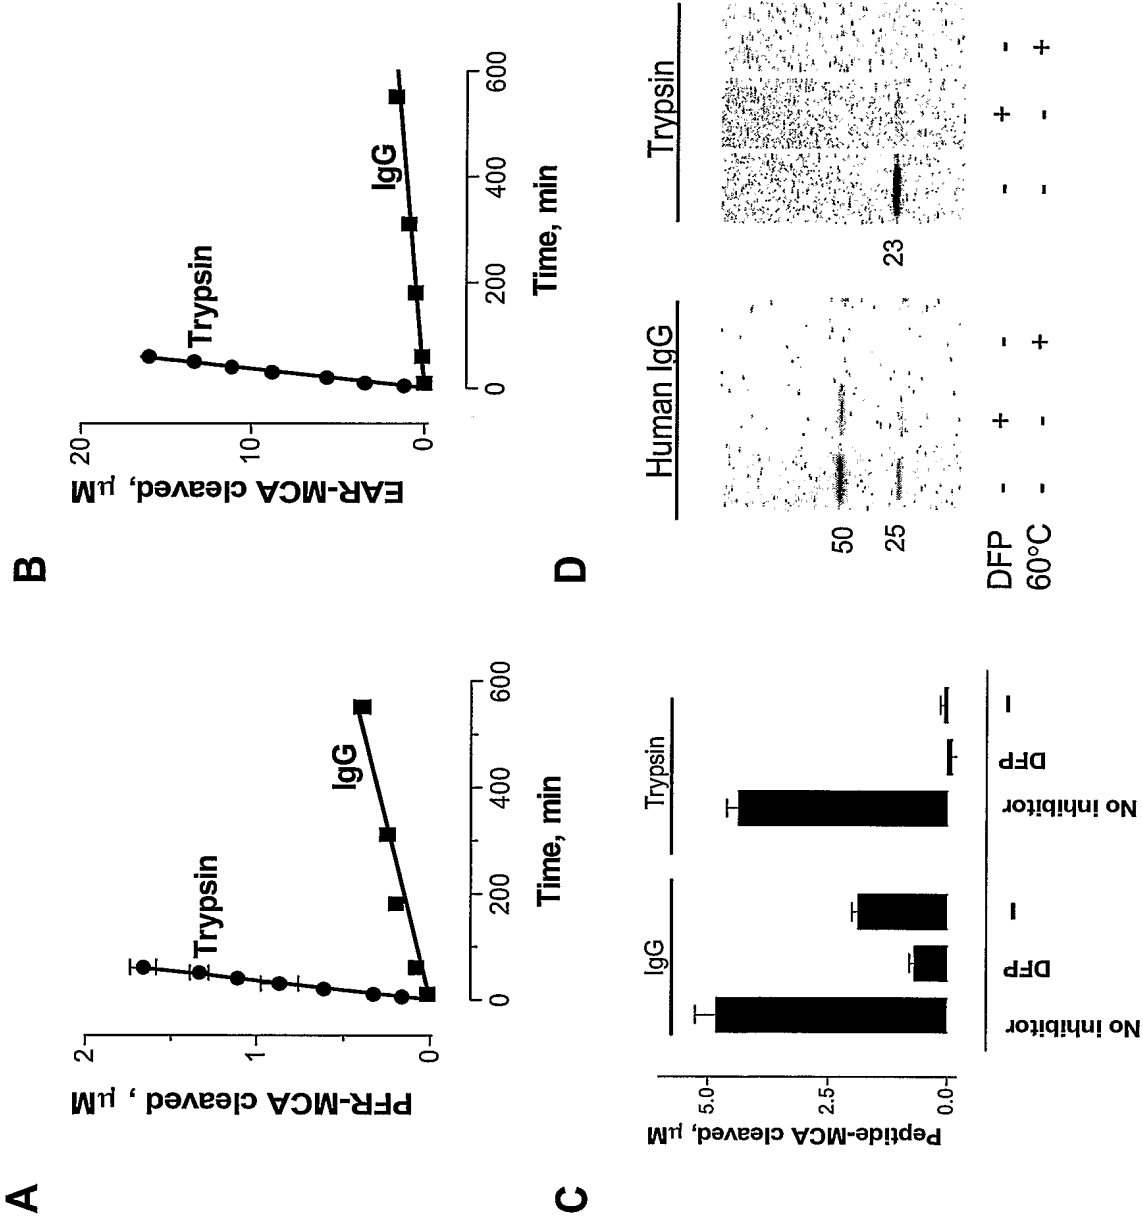 A
PFR-MCA cleaved , µM
2
1
0
Trypsin
IgG
0 200 400 600
Time, min
B
EAR-MCA cleaved, µM
20
10
0
Trypsin
IgG
0 200 400 600
Time, min
C
Peptide-MCA cleaved, µM
5.0
2.5
0.0
IgG Trypsin
No inhibitor DFP I No inhibitor DFP I
D
Human IgG Trypsin
50
25
23
DFP - + - - + -
60°C - - + - - +